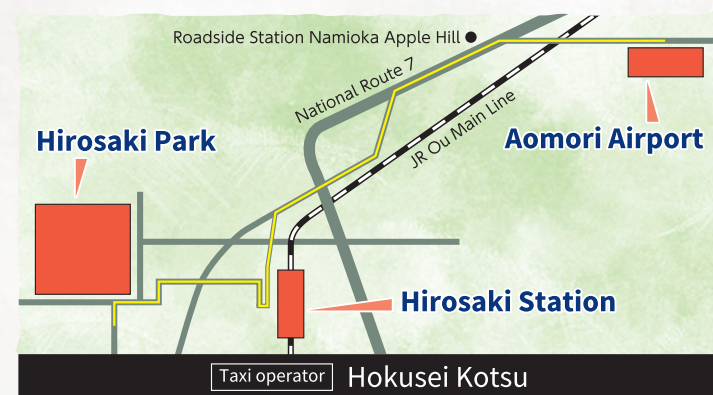 Roadside Station Namioka Apple Hill
National Route 7
JR Ou Main Line
Aomori Airport
Hirosaki Park
Hirosaki Station
Taxi operator Hokusei Kotsu